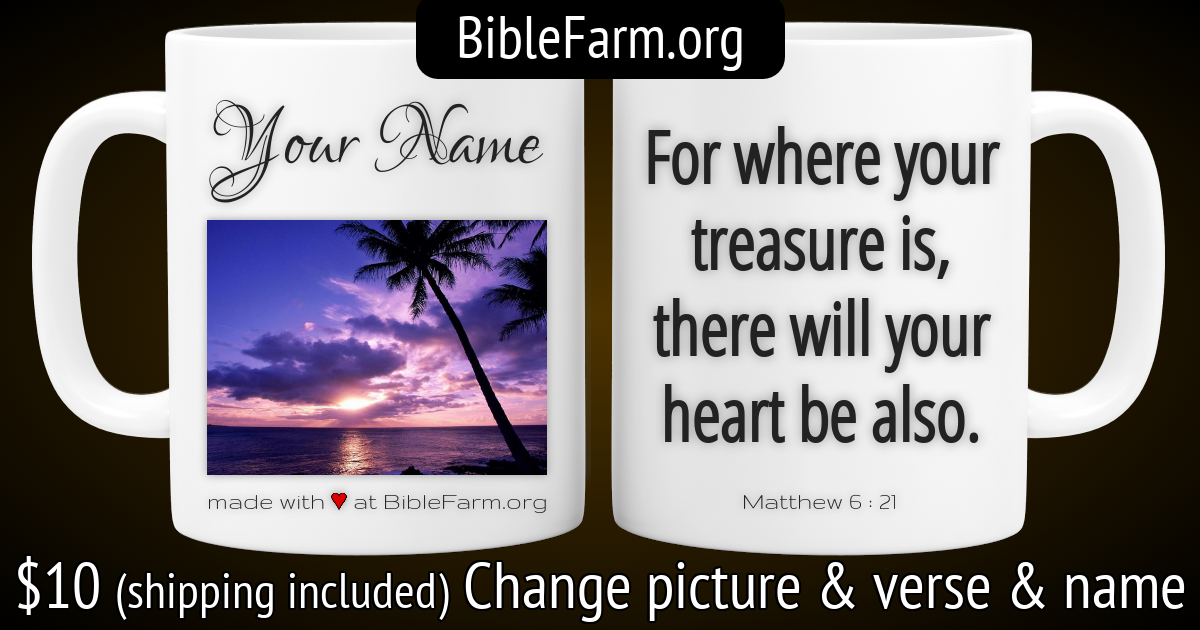 BibleFarm.org
Your Name
made with ♥ at BibleFarm.org
For where your
treasure is,
there will your
heart be also.
Matthew 6 : 21
$10 (shipping included) Change picture & verse & name